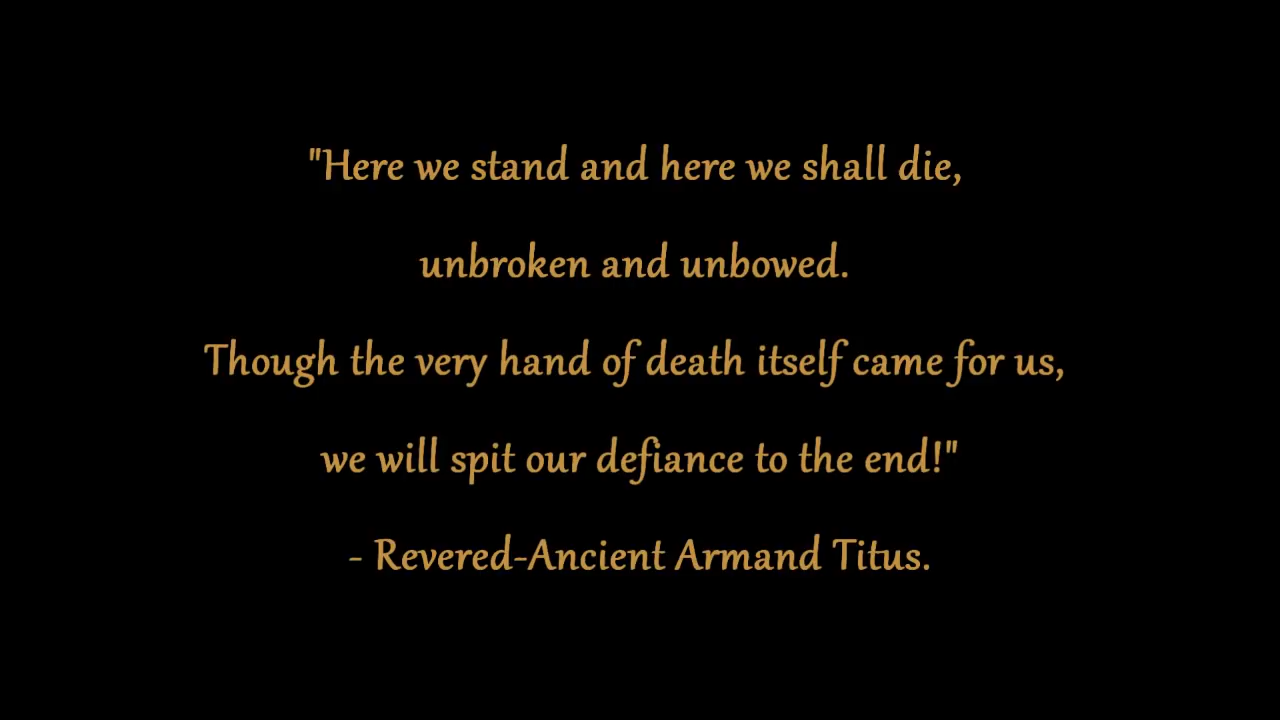 "Here we stand and here we shall die,
unbroken and unbowed.
Though the very hand of death itself came for us,
we will spit our defiance to the end!"
- Revered-Ancient Armand Titus.